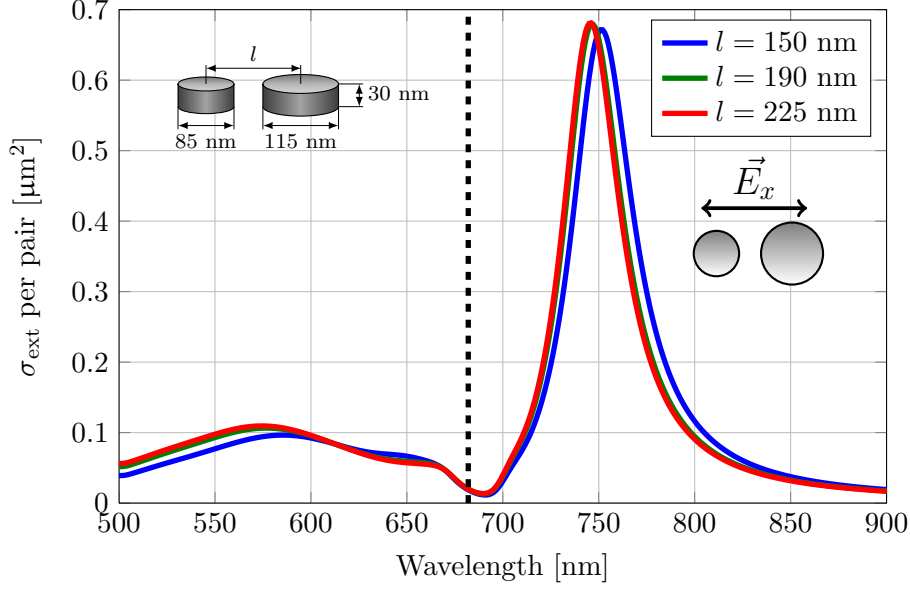 0.7
0.6
0.5
0.4
0.3
0.2
0.1
0
σext per pair [µm²]
l
30 nm
85 nm 115 nm
l = 150 nm
l = 190 nm
l = 225 nm
E⃗x
500 550 600 650 700 750 800 850 900
Wavelength [nm]